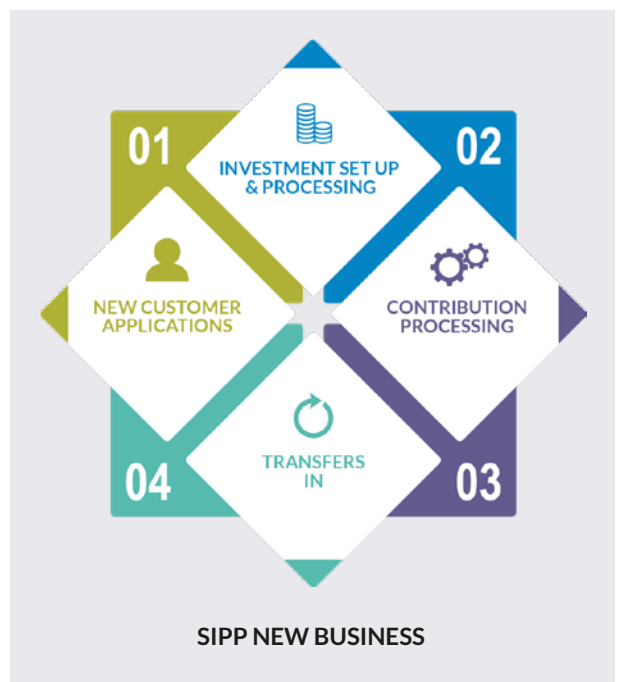 01
INVESTMENT SET UP
& PROCESSING
02
NEW CUSTOMER
APPLICATIONS
CONTRIBUTION
PROCESSING
04
TRANSFERS
IN
03
SIPP NEW BUSINESS